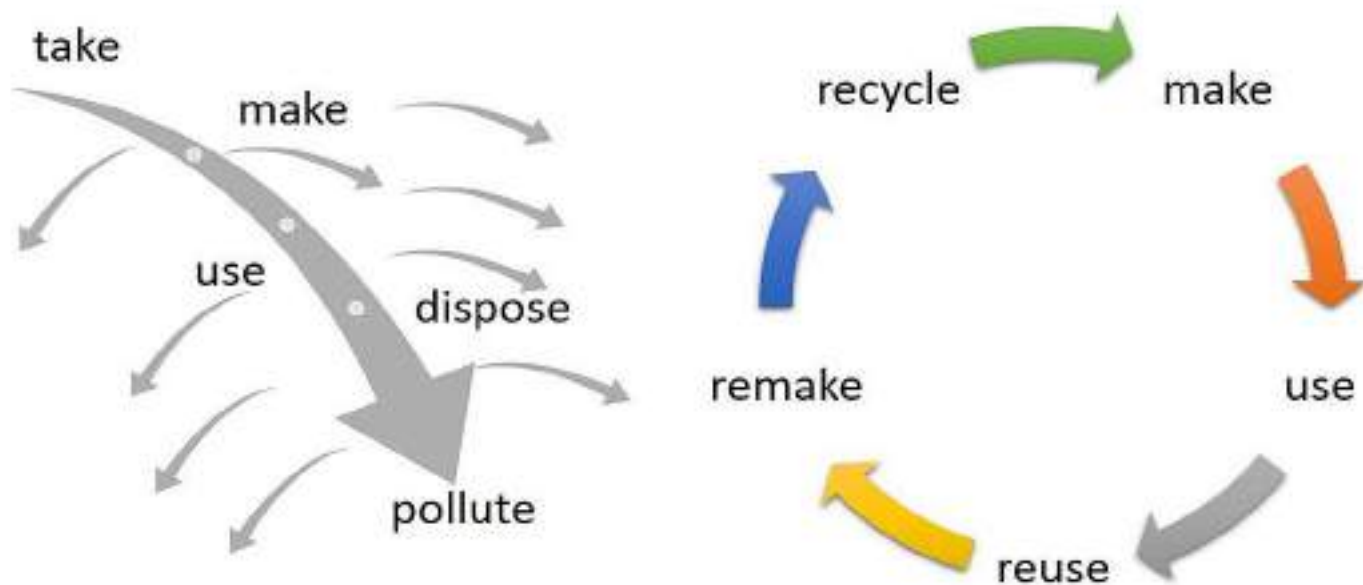 take
make
use
dispose
pollute
recycle
make
use
reuse
remake